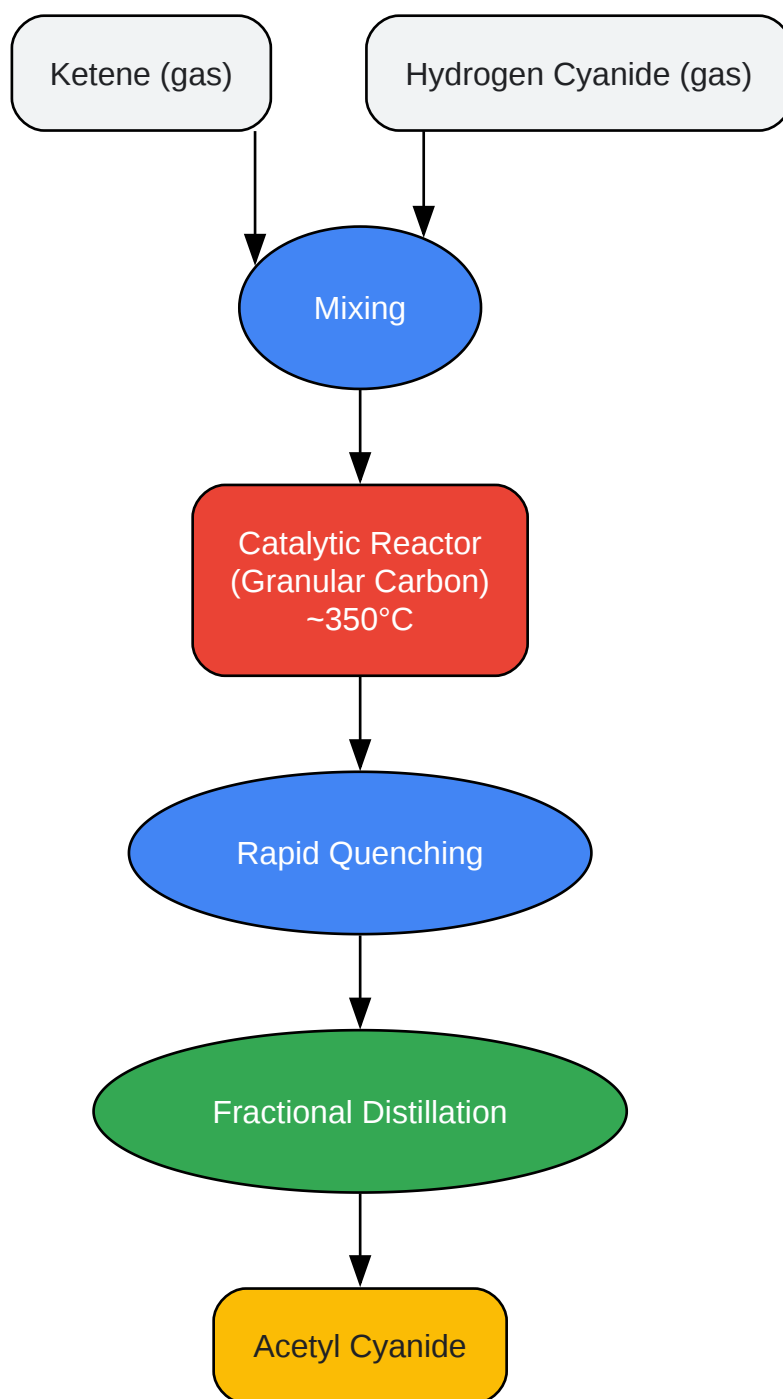 Ketene (gas)
Hydrogen Cyanide (gas)
Mixing
Catalytic Reactor
(Granular Carbon)
~350°C
Rapid Quenching
Fractional Distillation
Acetyl Cyanide